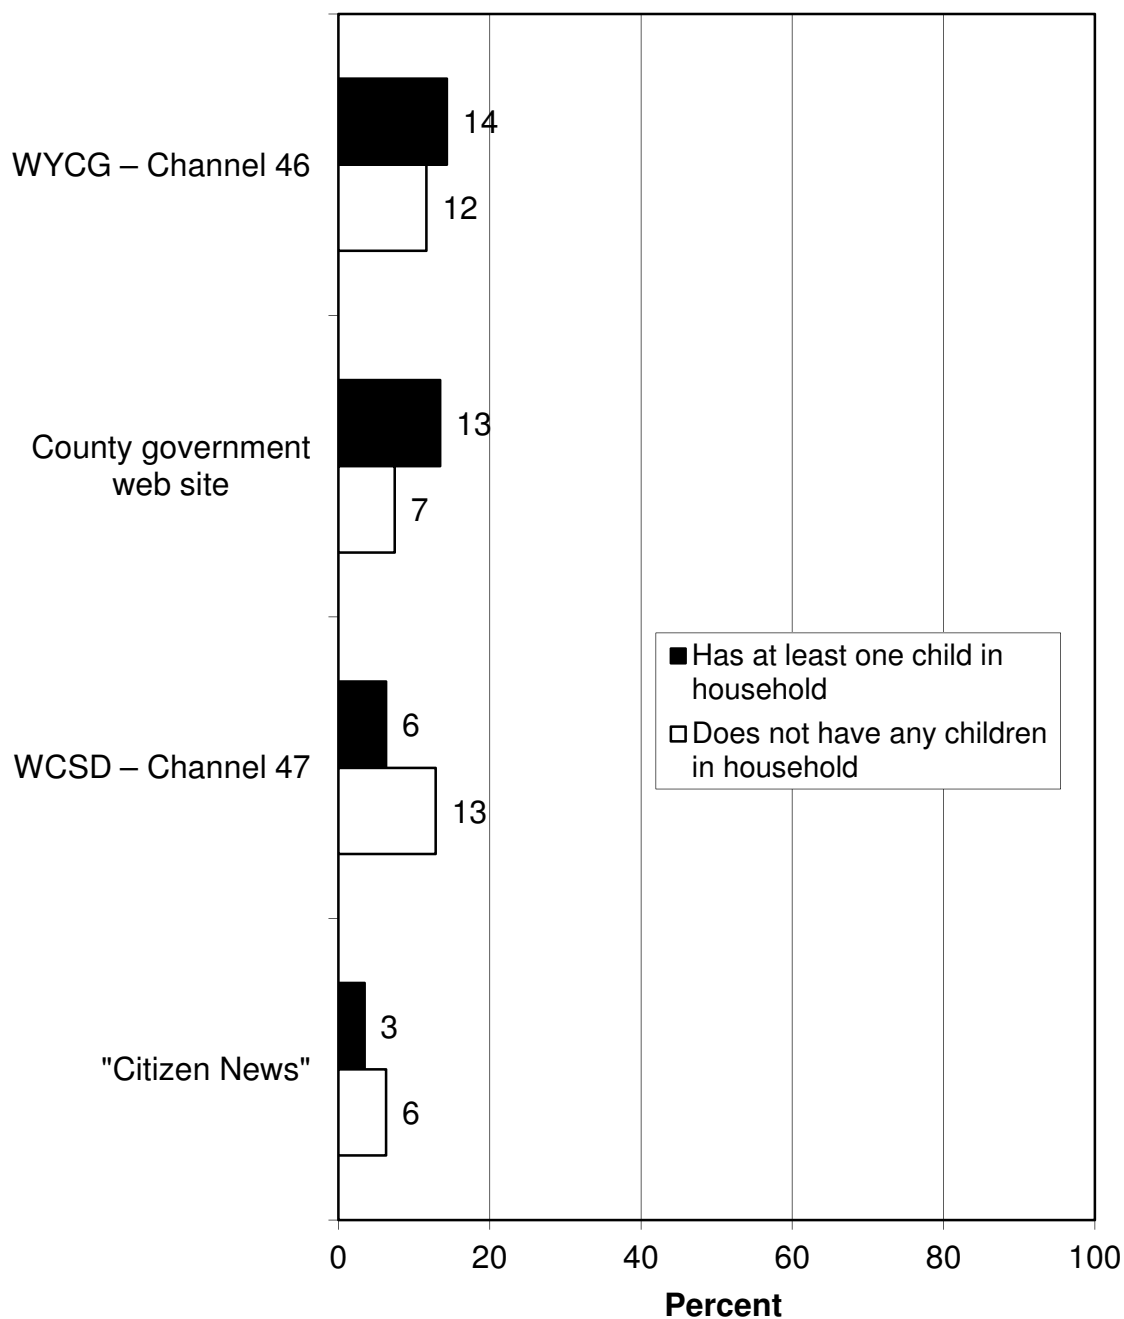 14
WYCG – Channel 46
12
13
County government
web site
7
Has at least one child in
household
Does not have any children
in household
6
WCSD – Channel 47
13
3
"Citizen News"
6
0 20 40 60 80 100
Percent